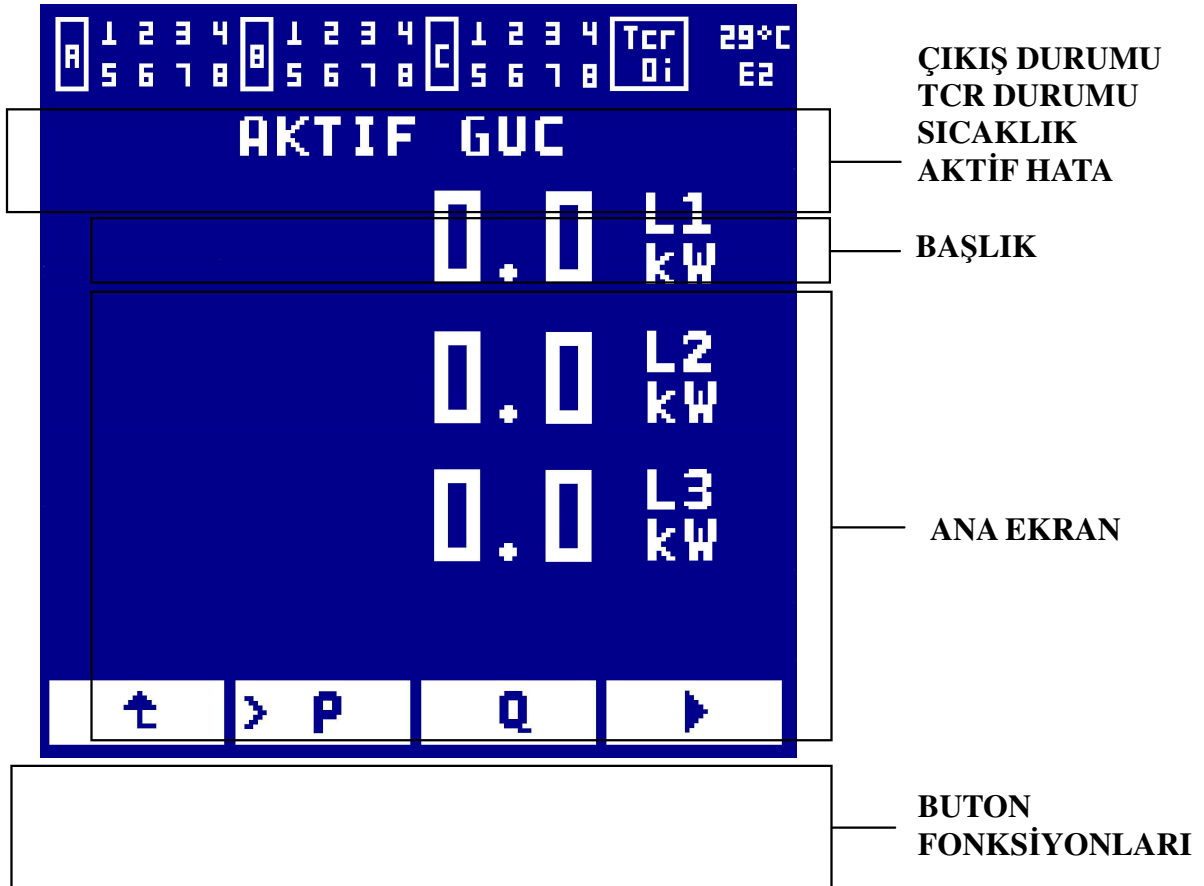 A 1 2 3 4 B 1 2 3 4 C 1 2 3 4 Tcr 29°C
5 6 7 8 5 6 7 8 5 6 7 8 0i E2
AKTIF GUC
0.0 L1
kW
0.0 L2
kW
0.0 L3
kW
> P Q
ÇIKIŞ DURUMU
TCR DURUMU
SICAKLIK
AKTİF HATA
BAŞLIK
ANA EKRAN
BUTON
FONKSİYONLARI